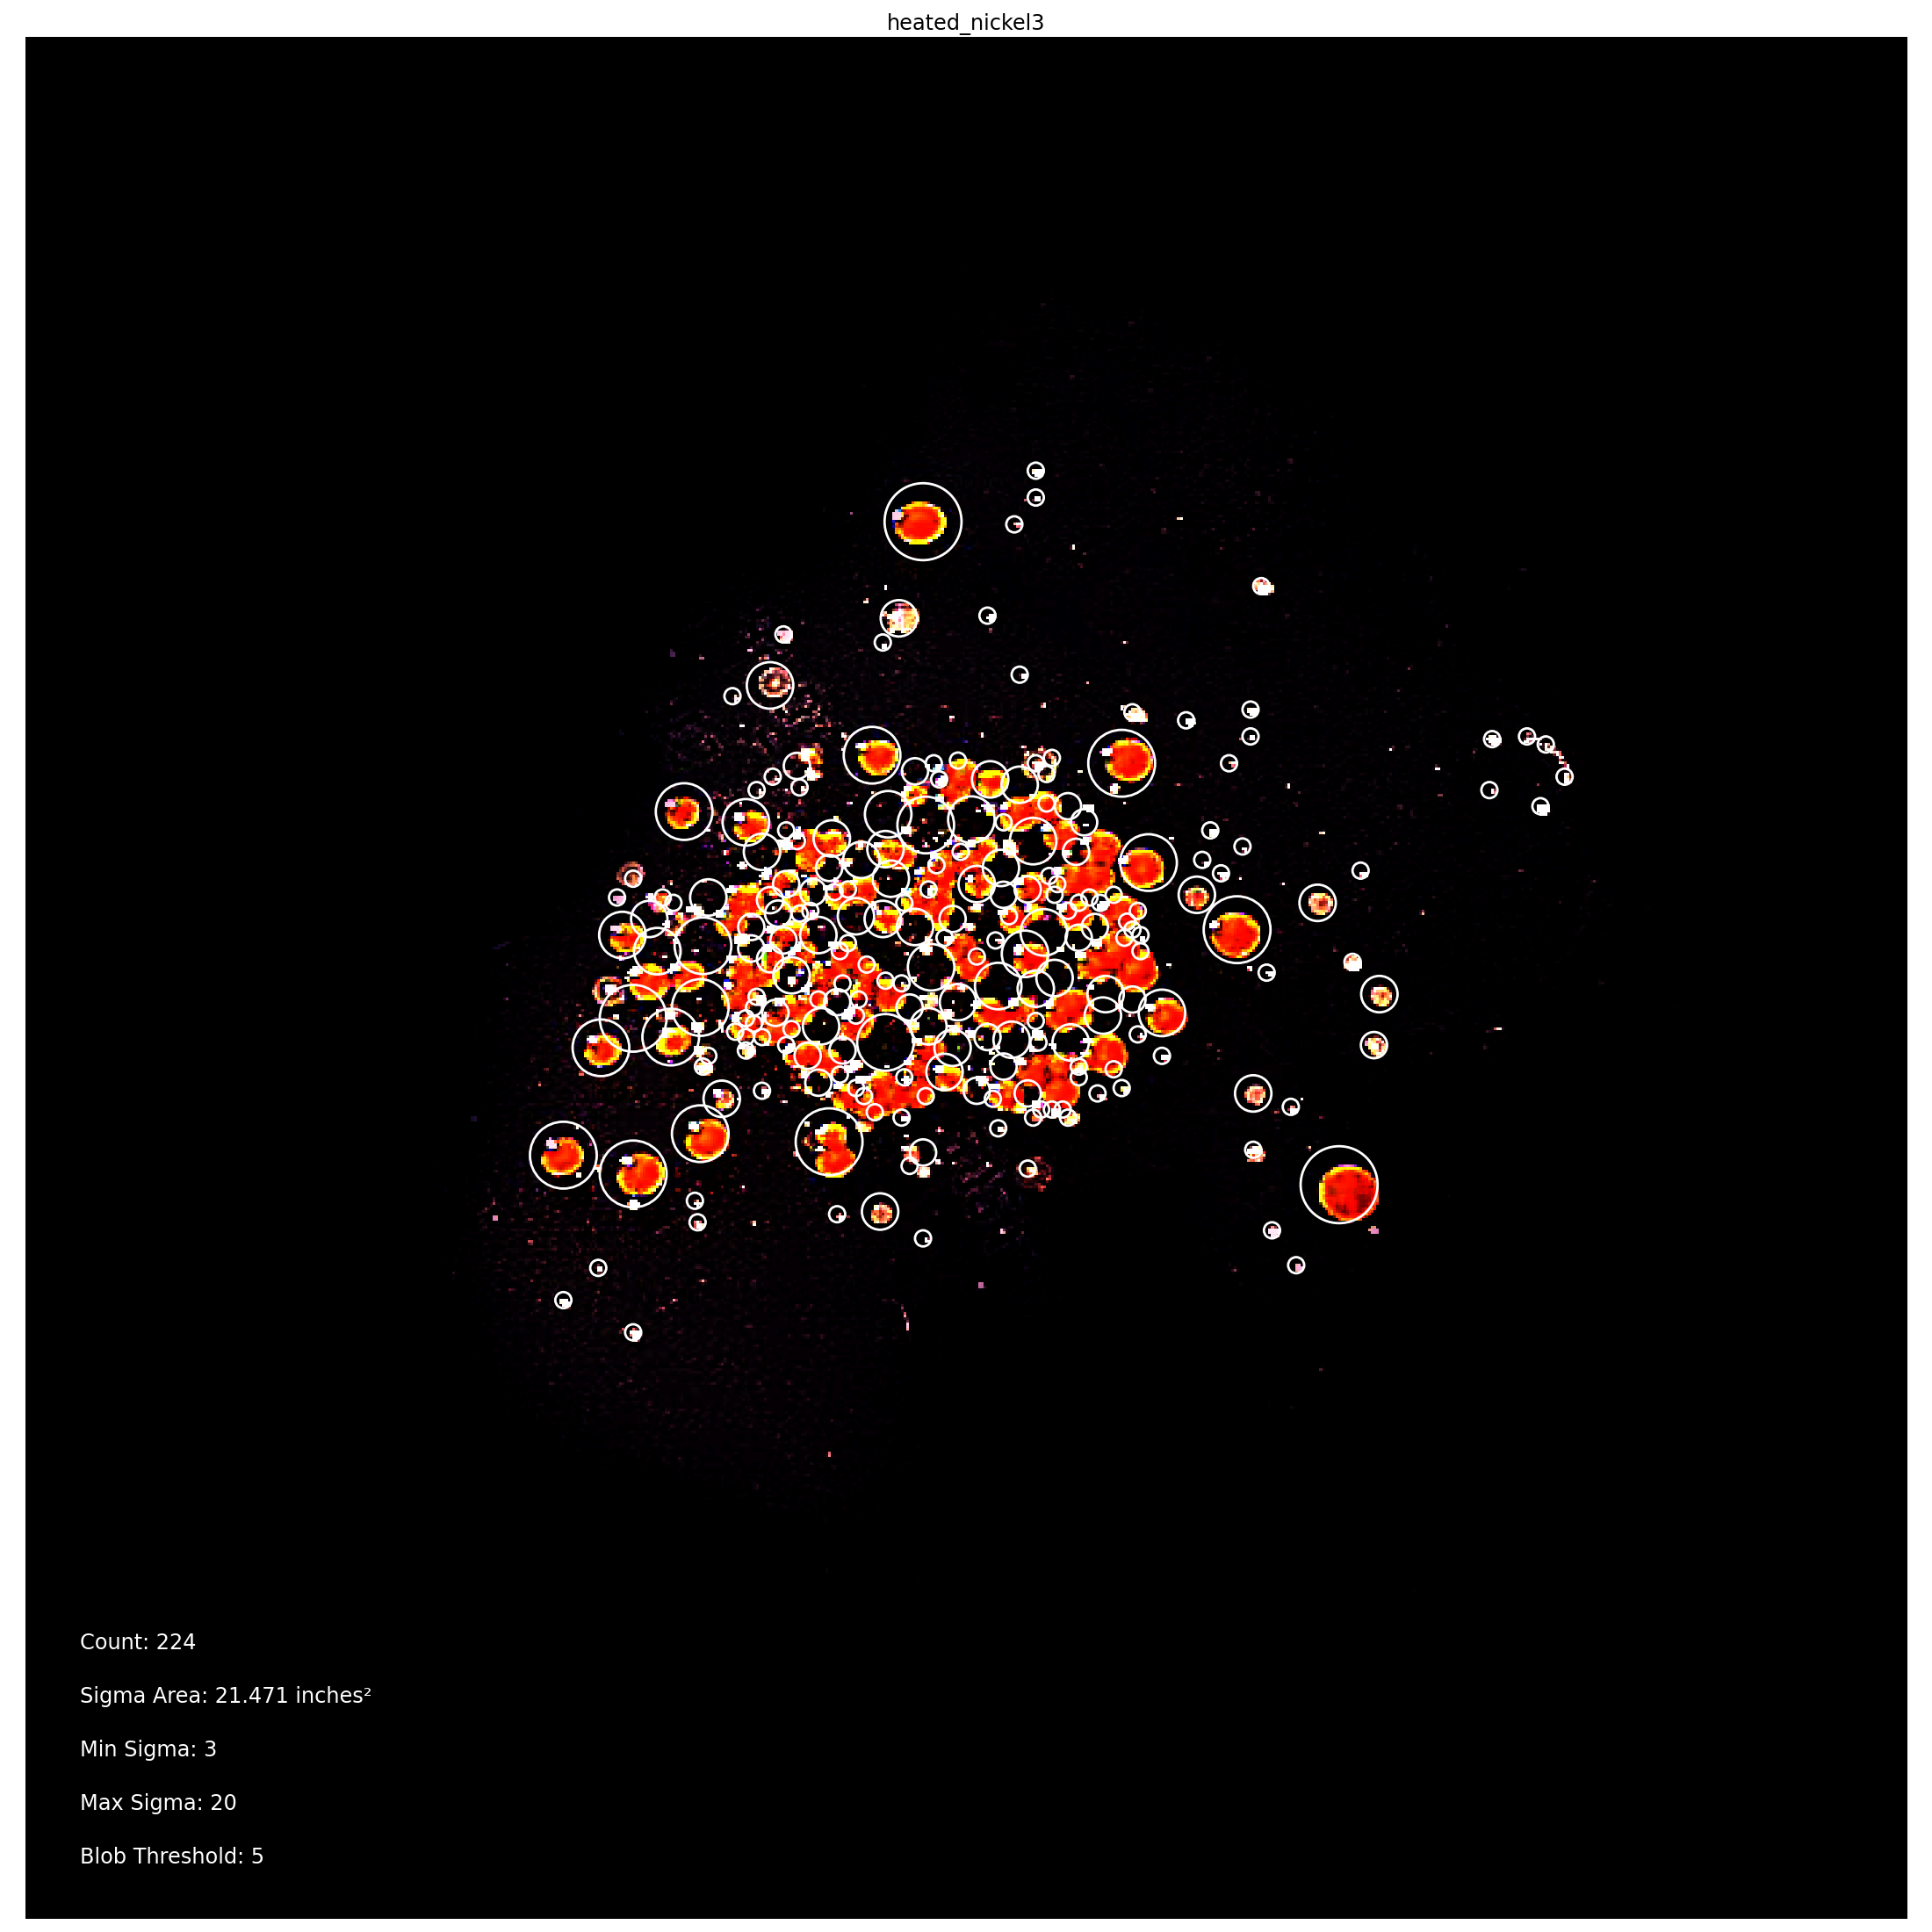 heated_nickel3
Count: 224
Sigma Area: 21.471 inches²
Min Sigma: 3
Max Sigma: 20
Blob Threshold: 5